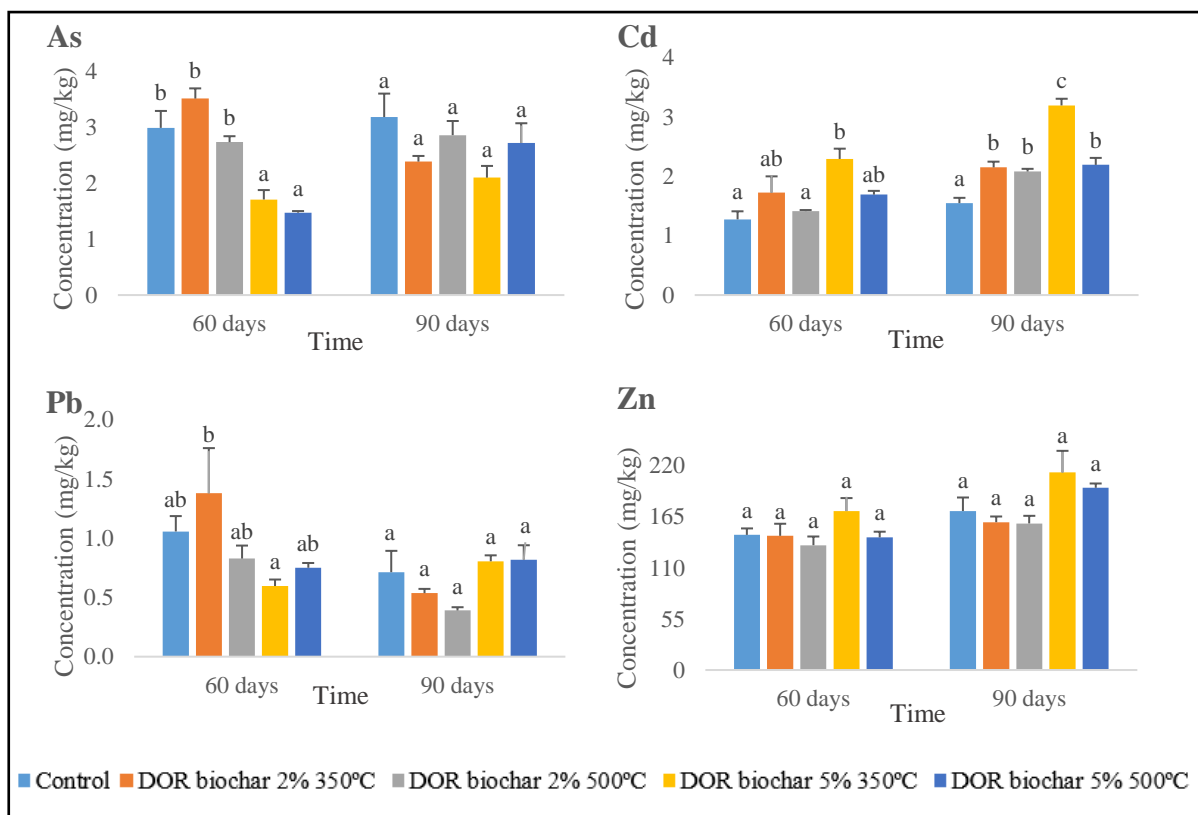 As
Concentration (mg/kg)
4
3
2
1
0
b b b a a
a a a a a
60 days 90 days
Time
Cd
Concentration (mg/kg)
4
3
2
1
0
a ab a b ab
a b b c b
60 days 90 days
Time
Pb
Concentration (mg/kg)
2.0
1.5
1.0
0.5
0.0
ab b ab a ab
a a a a a
60 days 90 days
Time
Zn
Concentration (mg/kg)
220
165
110
55
0
a a a a a
a a a a a
60 days 90 days
Time
Control DOR biochar 2% 350ºC DOR biochar 2% 500ºC DOR biochar 5% 350ºC DOR biochar 5% 500ºC